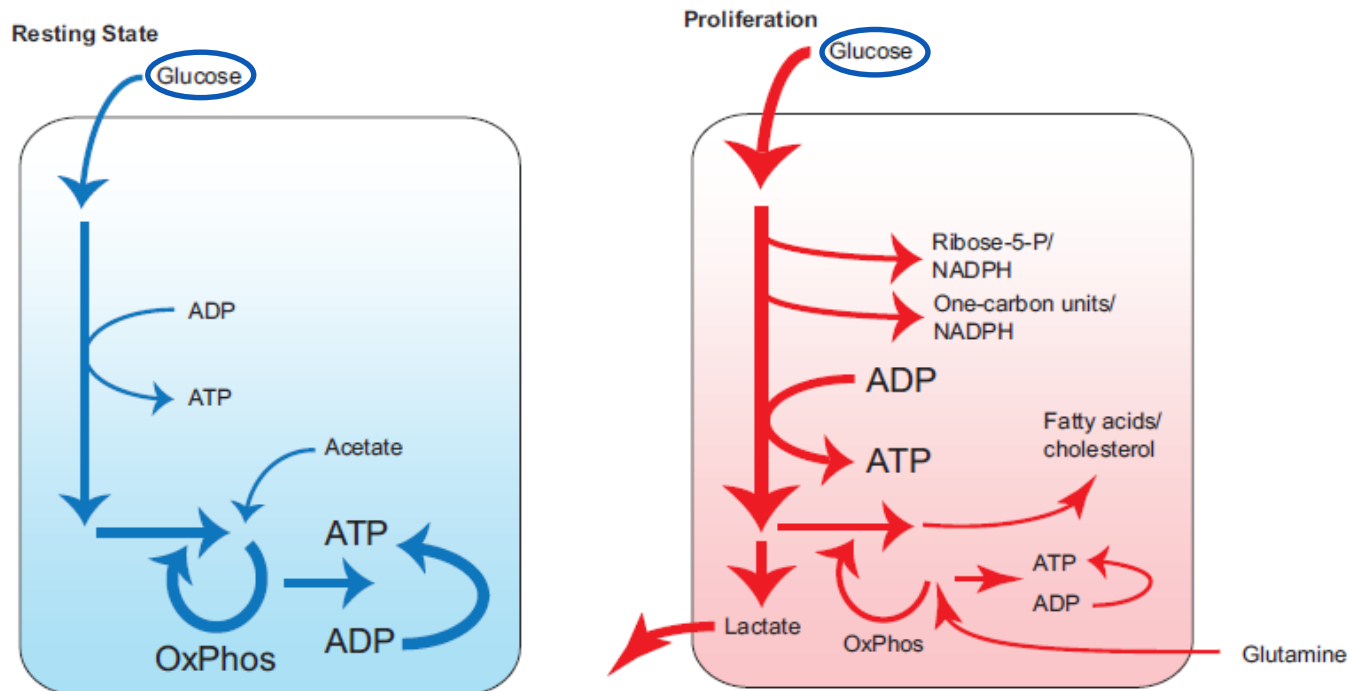 Resting State
Glucose
ADP
ATP
Acetate
ATP
ADP
OxPhos
Proliferation
Glucose
Ribose-5-P/
NADPH
One-carbon units/
NADPH
ADP
ATP
Fatty acids/
cholesterol
ATP
ADP
Lactate
OxPhos
Glutamine